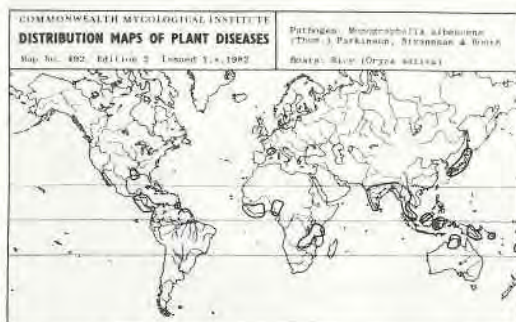 COMMONWEALTH MYCOLOGICAL INSTITUTE
DISTRIBUTION MAPS OF PLANT DISEASES
Map No. 492, Edition 2 Issued 1.x.1982
Pathogen: Monographella albescens
(Thüm.) Parkinson, Sivanesan & Booth
Hosts: Rice (Oryza sativa)